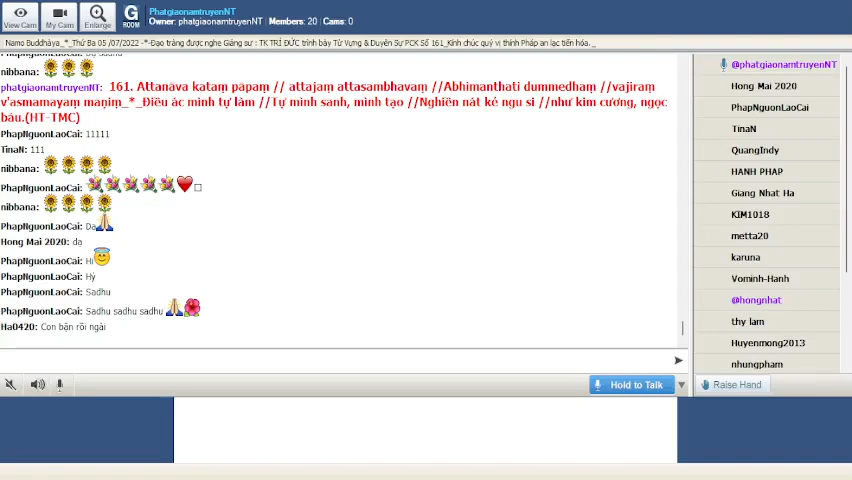 View Cam
My Cam
Enlarge
G
ROOM
PhatgiaonamtruyenNT
Owner: phatgiaonamtruyenNT | Members: 20 | Cams: 0
Namo Buddhàya_*_Thứ Ba 05 /07/2022 -*-Đạo tràng được nghe Giảng sư : TK TRÍ ĐỨC trình bày Từ Vựng & Duyên Sự PCK Số 161_Kính chúc quý vị thính Pháp an lạc tiến hóa._
nibbana:
phatgiaonamtruyenNT: 161. Attanāva kataṃ pāpaṃ // attajaṃ attasambhavaṃ //Abhimanthati dummedhaṃ //vajiraṃ
v'asmamayaṃ maṇiṃ_*_Điều ác mình tự làm //Tự mình sanh, mình tạo //Nghiền nát kẻ ngu si //như kim cương, ngọc
báu.(HT-TMC)
PhapNguonLaoCai: 11111
TinaN: 111
nibbana:
PhapNguonLaoCai:
nibbana:
PhapNguonLaoCai: Da
Hong Mai 2020: dạ
PhapNguonLaoCai: Hi
PhapNguonLaoCai: Hỷ
PhapNguonLaoCai: Sadhu
PhapNguonLaoCai: Sadhu sadhu sadhu
Ha0420: Con bận rồi ngài
Hold to Talk
@phatgiaonamtruyenNT
Hong Mai 2020
PhapNguonLaoCai
TinaN
QuangIndy
HANH PHAP
Giang Nhat Ha
KIM1018
metta20
karuna
Vominh-Hanh
@hongnhat
thy lam
Huyenmong2013
nhungpham
Raise Hand